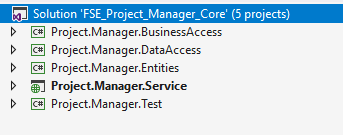 Solution 'FSE_Project_Manager_Core' (5 projects)
C# Project.Manager.BusinessAccess
C# Project.Manager.DataAccess
C# Project.Manager.Entities
Project.Manager.Service
C# Project.Manager.Test